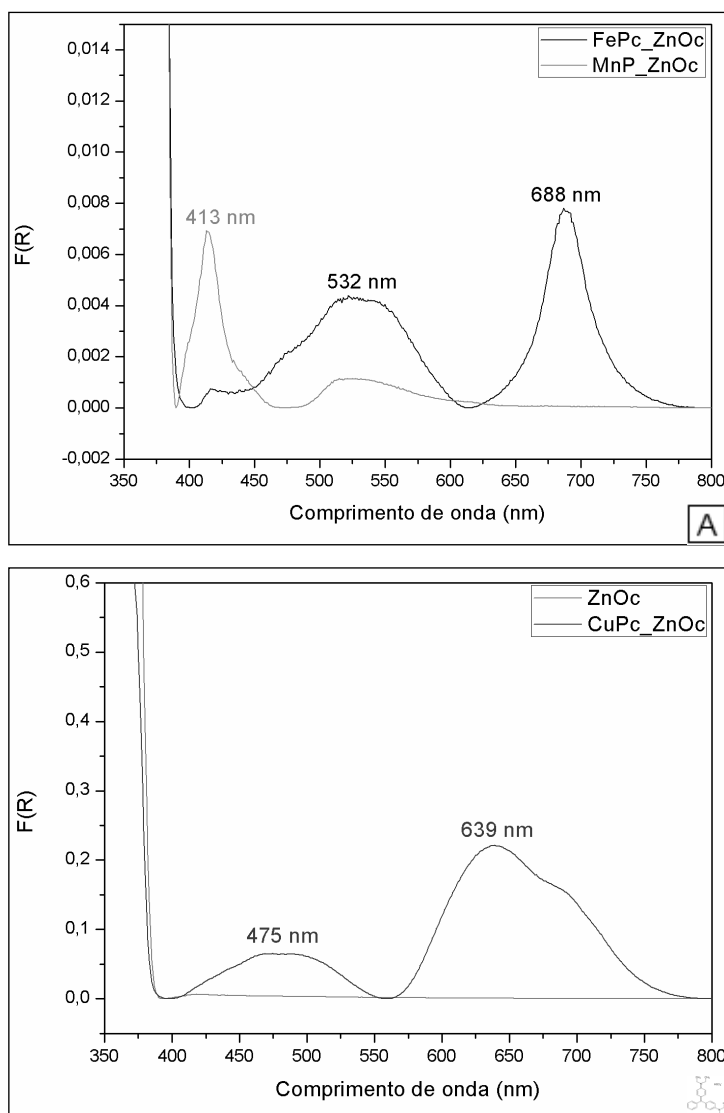 0,014
0,012
0,010
0,008
0,006
0,004
0,002
0,000
-0,002
F(R)
FePc_ZnOc
MnP_ZnOc
413 nm
532 nm
688 nm
350 400 450 500 550 600 650 700 750 800
Comprimento de onda (nm)
A
0,6
0,5
0,4
0,3
0,2
0,1
0,0
F(R)
ZnOc
CuPc_ZnOc
475 nm
639 nm
350 400 450 500 550 600 650 700 750 800
Comprimento de onda (nm)